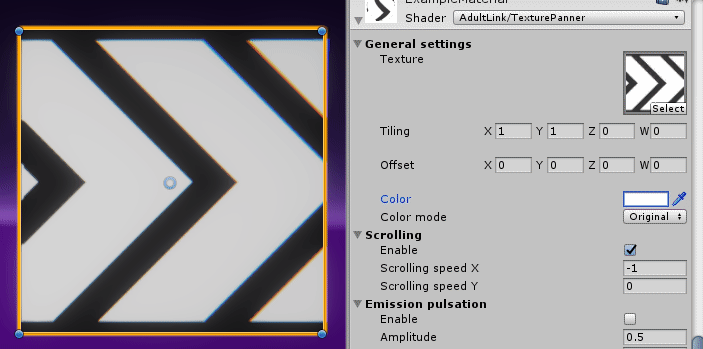 ExampleMaterial
Shader AdultLink/TexturePanner
General settings
Texture
Select
Tiling X 1 Y 1 Z 0 W 0
Offset X 0 Y 0 Z 0 W 0
Color
Color mode Original
Scrolling
Enable
Scrolling speed X -1
Scrolling speed Y 0
Emission pulsation
Enable
Amplitude 0.5